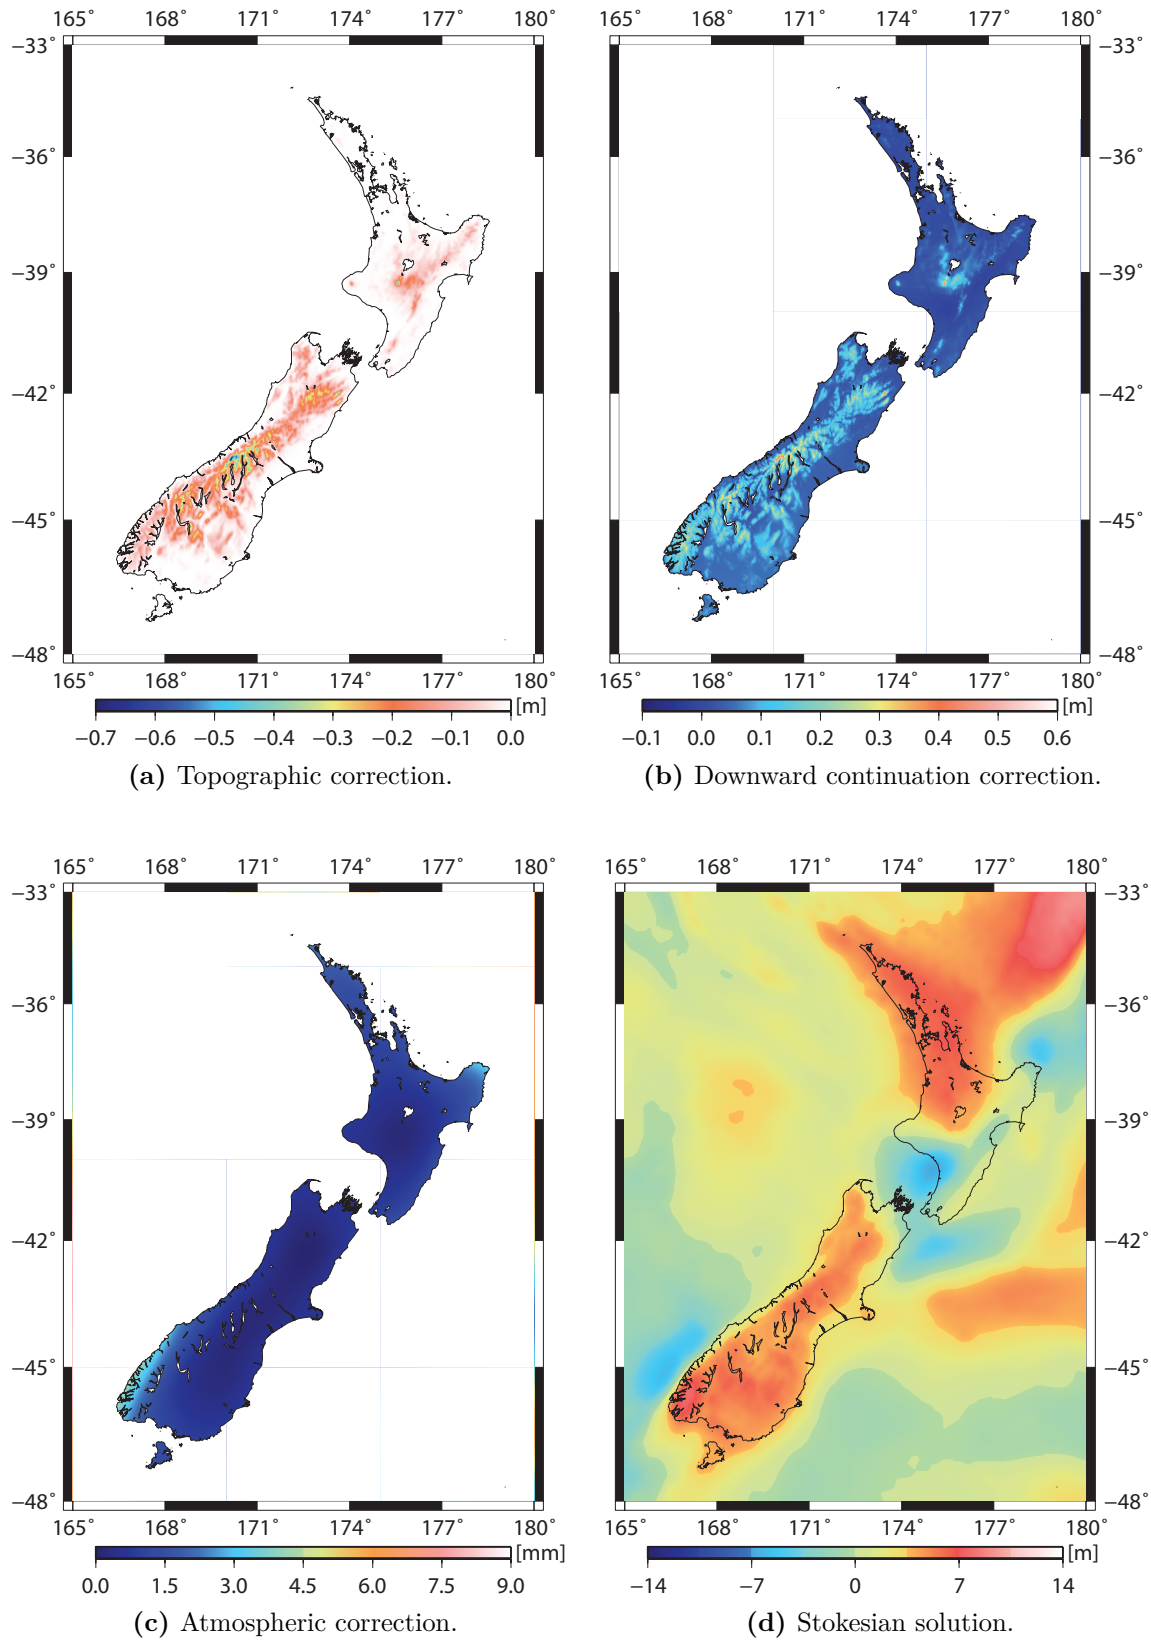 165° 168° 171° 174° 177° 180° 165° 168° 171° 174° 177° 180°
−33° −33°
−36° −36°
−39° −39°
−42° −42°
−45° −45°
−48° −48°
165° 168° 171° 174° 177° 180° 165° 168° 171° 174° 177° 180°
[m] [m]
−0.7 −0.6 −0.5 −0.4 −0.3 −0.2 −0.1 0.0 −0.1 0.0 0.1 0.2 0.3 0.4 0.5 0.6
(a) Topographic correction. (b) Downward continuation correction.
165° 168° 171° 174° 177° 180° 165° 168° 171° 174° 177° 180°
−33° −33°
−36° −36°
−39° −39°
−42° −42°
−45° −45°
−48° −48°
165° 168° 171° 174° 177° 180° 165° 168° 171° 174° 177° 180°
[mm] [m]
0.0 1.5 3.0 4.5 6.0 7.5 9.0 −14 −7 0 7 14
(c) Atmospheric correction. (d) Stokesian solution.